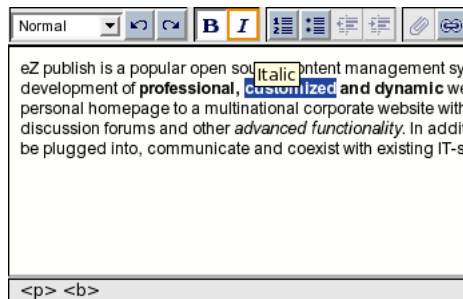 Normal B I
eZ publish is a popular open ontent management sy
Italic
development of professional, customized and dynamic we
personal homepage to a multinational corporate website with
discussion forums and other advanced functionality. In addi
be plugged into, communicate and coexist with existing IT-s
<p> <b>